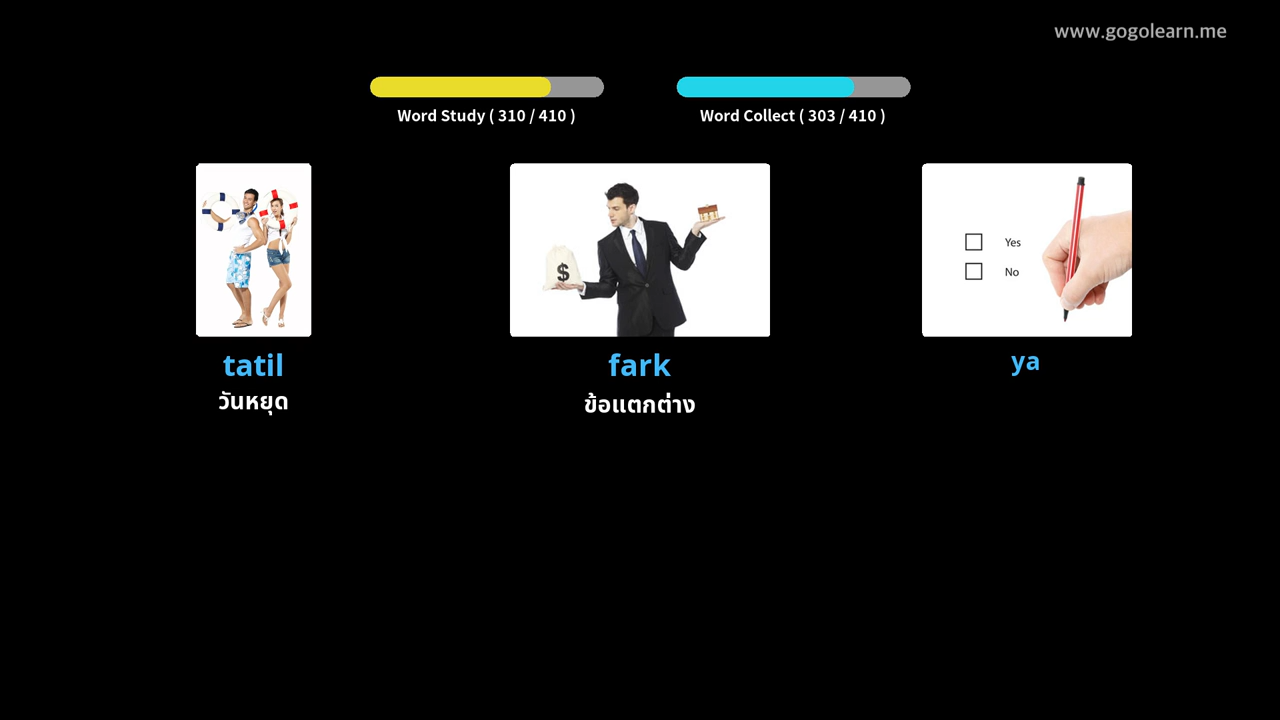 www.gogolearn.me
Word Study ( 310 / 410 )
Word Collect ( 303 / 410 )
$
Yes
No
tatil
fark
ya
วันหยุด
ข้อแตกต่าง